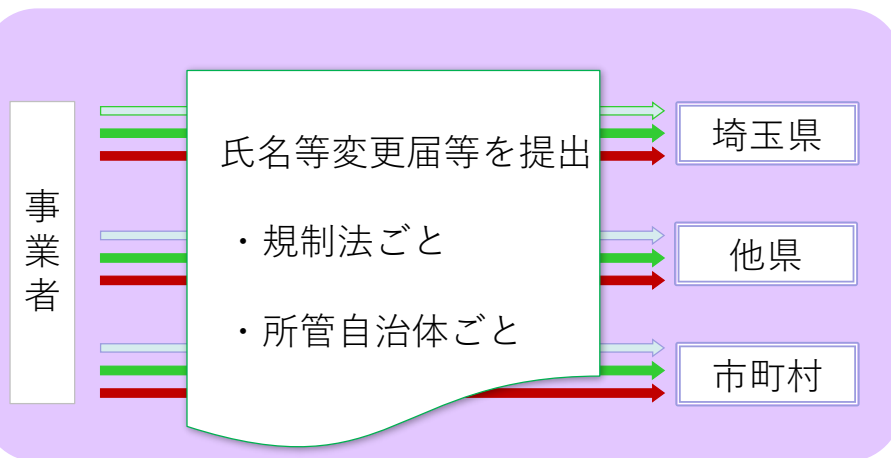 事業者
氏名等変更届等を提出
・規制法ごと
・所管自治体ごと
埼玉県
他県
市町村